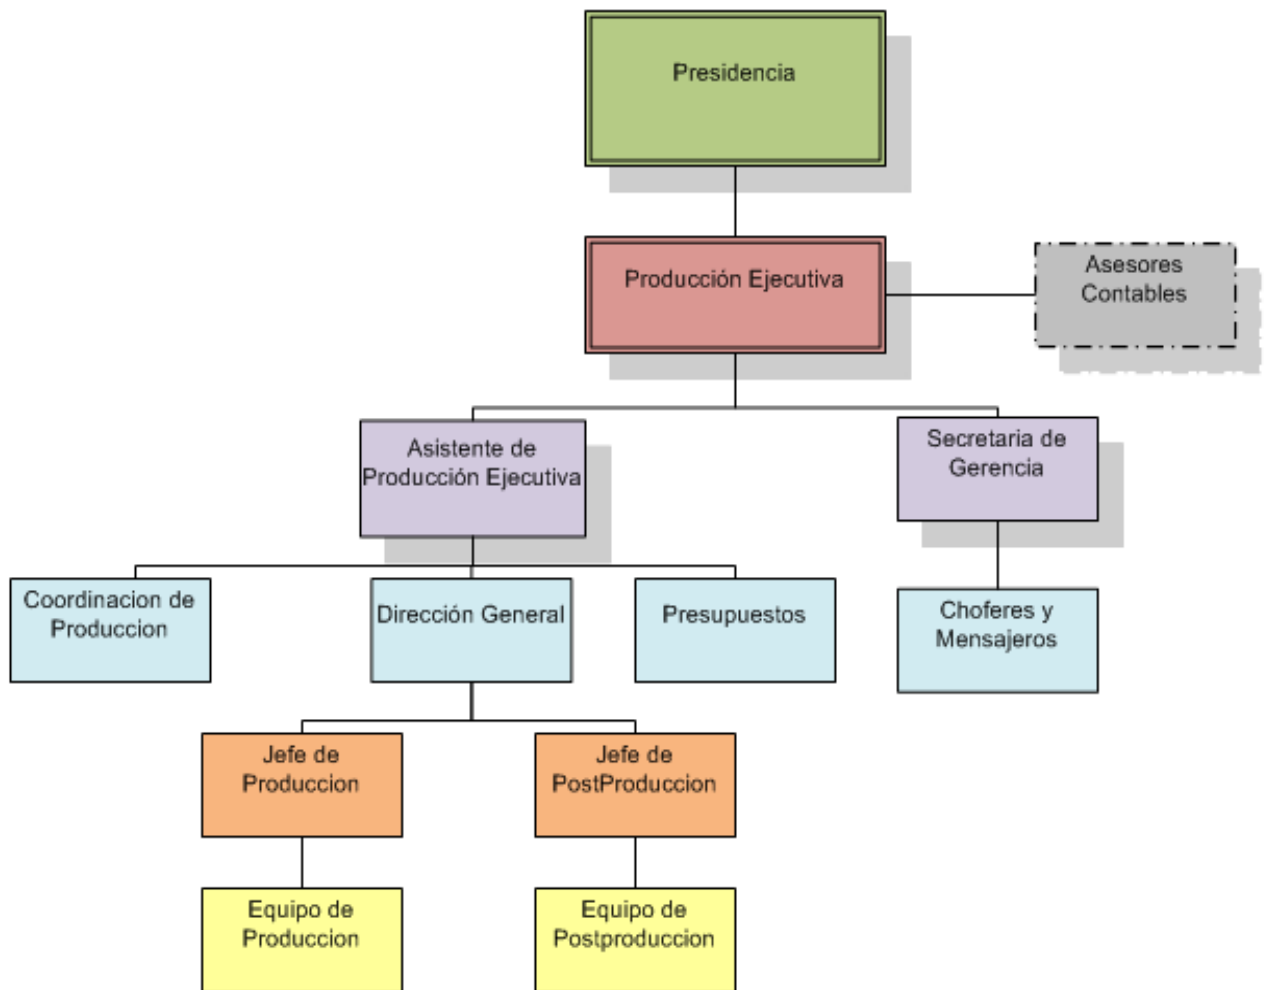 Presidencia
Producción Ejecutiva
Asesores
Contables
Asistente de
Producción Ejecutiva
Secretaria de
Gerencia
Coordinacion de
Produccion
Dirección General
Presupuestos
Choferes y
Mensajeros
Jefe de
Produccion
Jefe de
PostProduccion
Equipo de
Produccion
Equipo de
Postproduccion